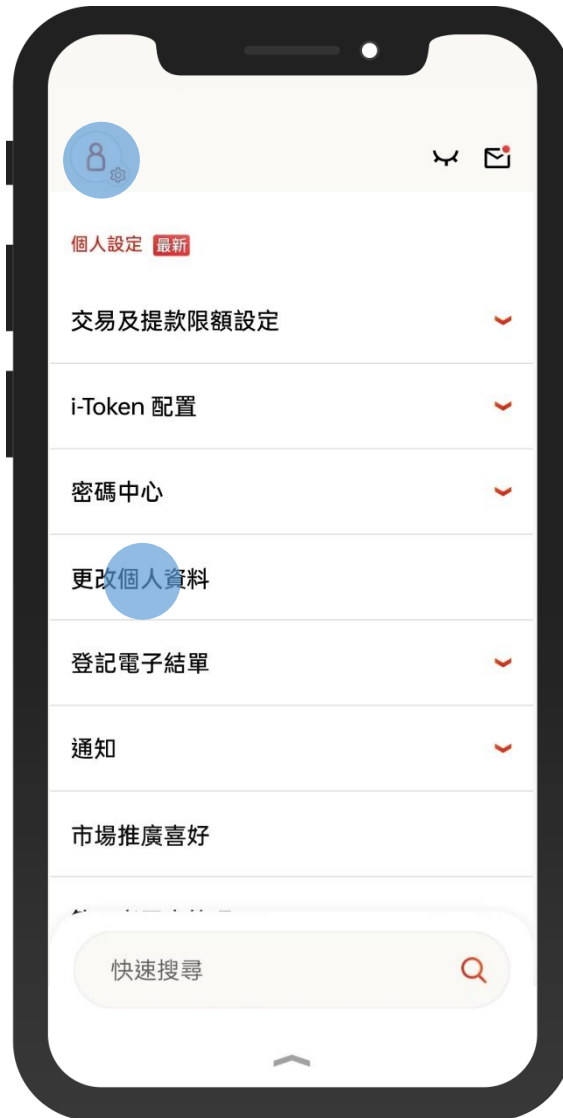 個人設定 最新
交易及提款限額設定
i-Token 配置
密碼中心
更改個人資料
登記電子結單
通知
市場推廣喜好
快速搜尋